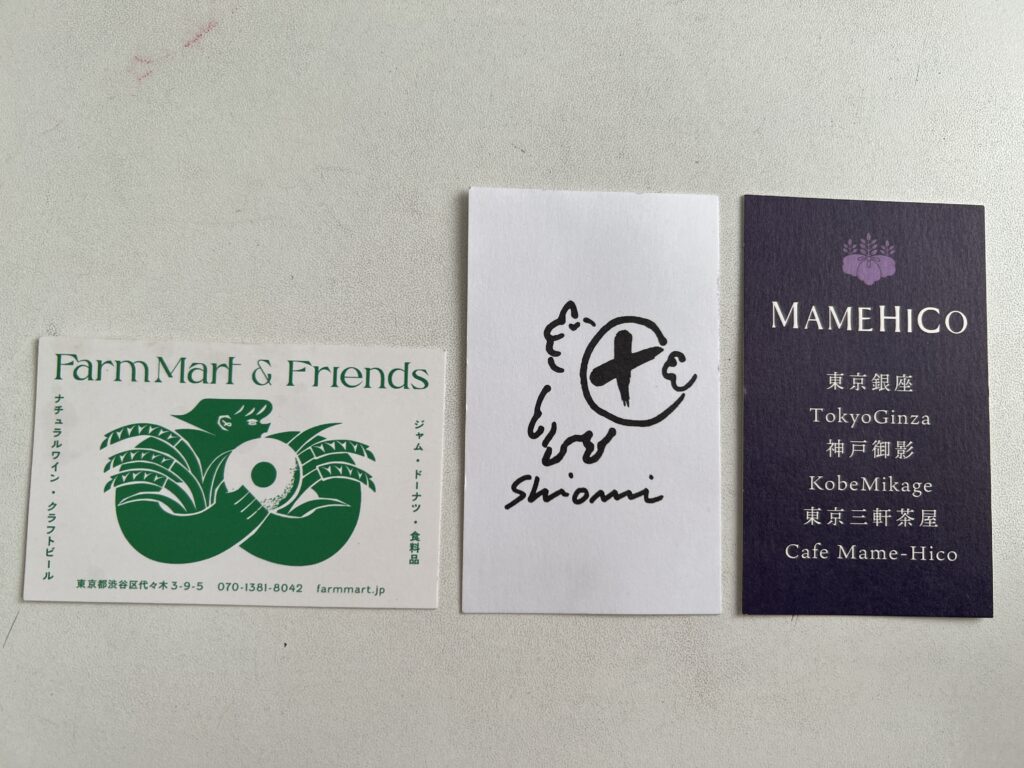 Farm Mart & Friends
ナチュラルワイン・クラフトビール
ジャム・ドーナツ・食料品
東京都渋谷区代々木3-9-5 070-1381-8042 farmmart.jp
Shiomi
MAMEHICO
東京銀座
TokyoGinza
神戸御影
KobeMikage
東京三軒茶屋
Cafe Mame-Hico